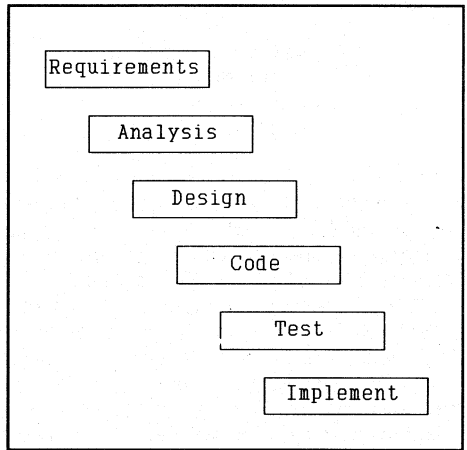 Requirements
Analysis
Design
Code
Test
Implement